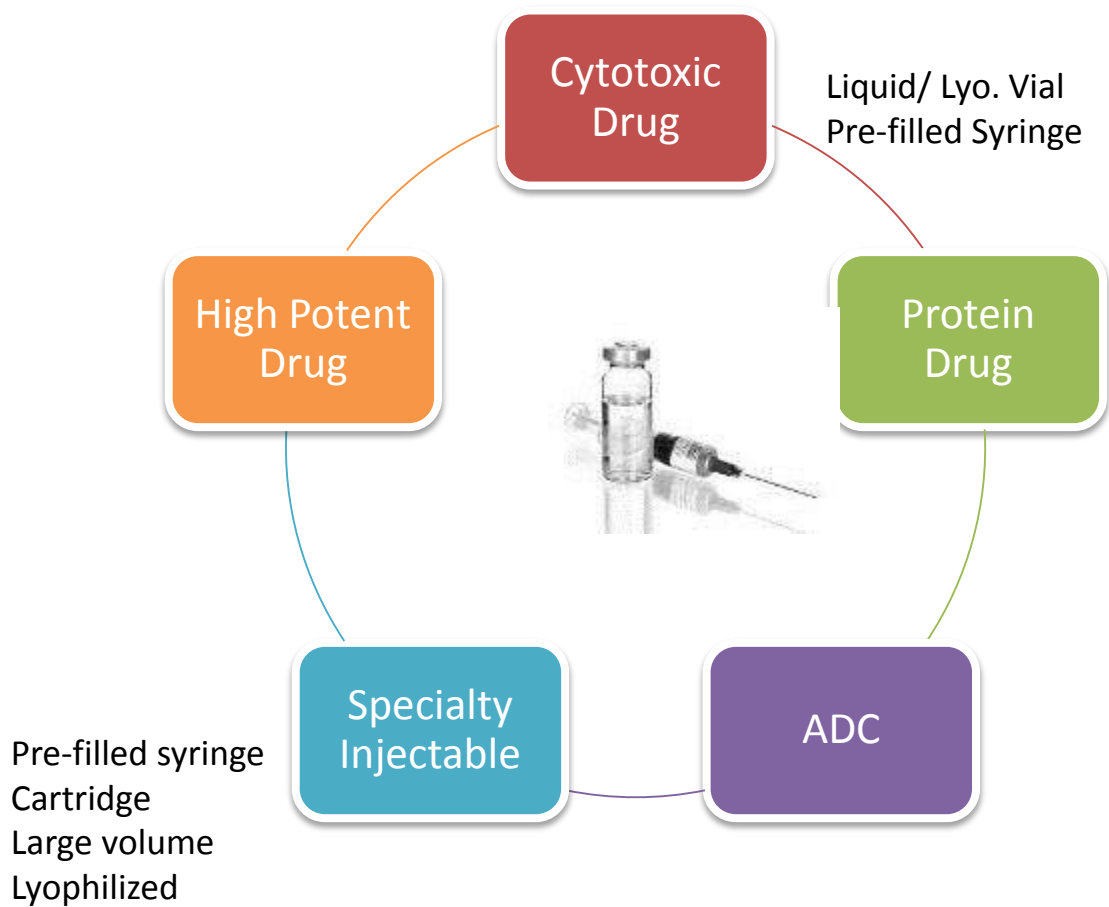 Cytotoxic
Drug
Liquid/ Lyo. Vial
Pre-filled Syringe
High Potent
Drug
Protein
Drug
Specialty
Injectable
ADC
Pre-filled syringe
Cartridge
Large volume
Lyophilized